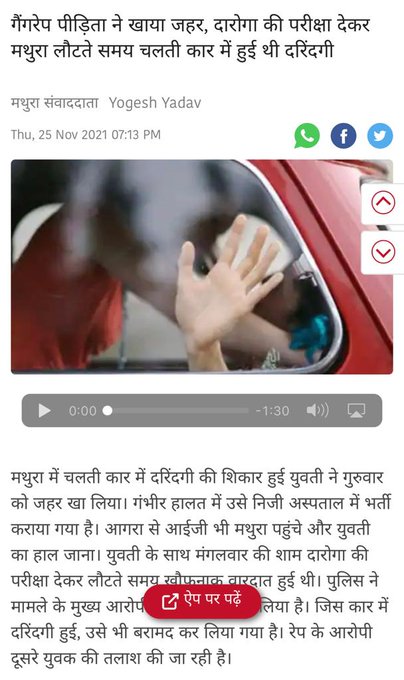 गैंगरेप पीड़िता ने खाया जहर, दारोगा की परीक्षा देकर
मथुरा लौटते समय चलती कार में हुई थी दरिंदगी
मथुरा संवाददाता Yogesh Yadav
Thu, 25 Nov 2021 07:13 PM
0:00
-1:30
मथुरा में चलती कार में दरिंदगी की शिकार हुई युवती ने गुरुवार
को जहर खा लिया। गंभीर हालत में उसे निजी अस्पताल में भर्ती
कराया गया है। आगरा से आईजी भी मथुरा पहुंचे और युवती
का हाल जाना। युवती के साथ मंगलवार की शाम दारोगा की
परीक्षा देकर लौटते समय खौफनाक वारदात हुई थी। पुलिस ने
मामले के मुख्य लिया है। जिस कार में
ऐप पर पढ़ें
दरिंदगी हुई, उसे भी बरामद कर लिया गया है। रेप के आरोपी
दूसरे युवक की तलाश की जा रही है।